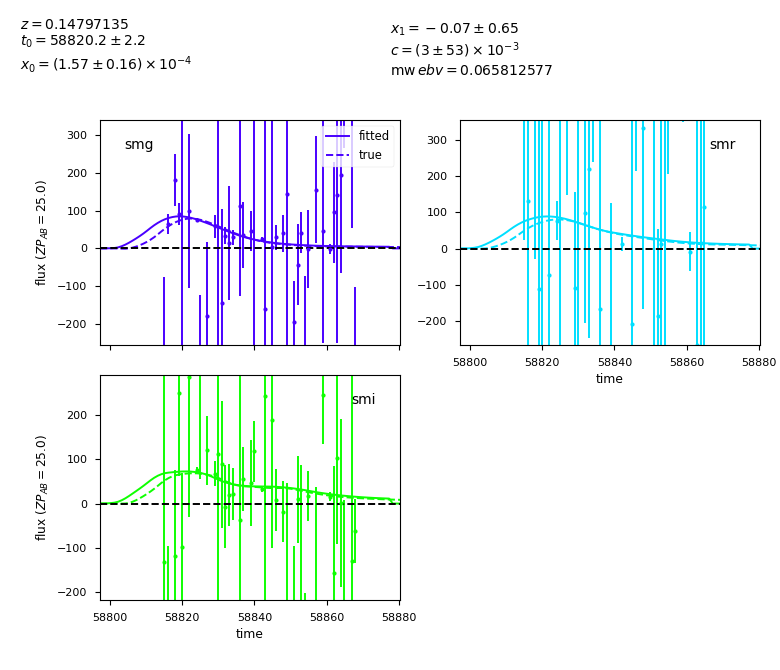 z = 0.14797135
t₀ = 58820.2 ± 2.2
x₀ = (1.57 ± 0.16) × 10⁻⁴
x₁ = −0.07 ± 0.65
c = (3 ± 53) × 10⁻³
mw ebv = 0.065812577
smg
fitted
true
300
200
100
0
−100
−200
flux (ZP_AB = 25.0)
smr
300
200
100
0
−100
−200
58800 58820 58840 58860 58880
time
smi
200
100
0
−100
−200
flux (ZP_AB = 25.0)
58800 58820 58840 58860 58880
time